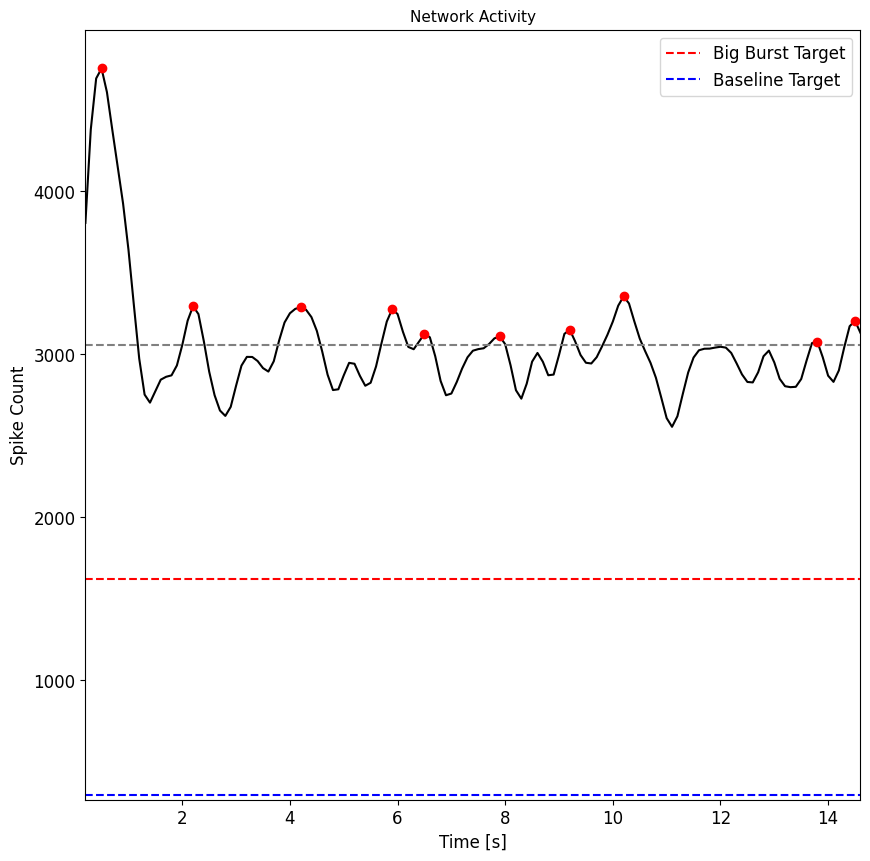 Network Activity
Big Burst Target
Baseline Target
Spike Count
4000
3000
2000
1000
2 4 6 8 10 12 14
Time [s]